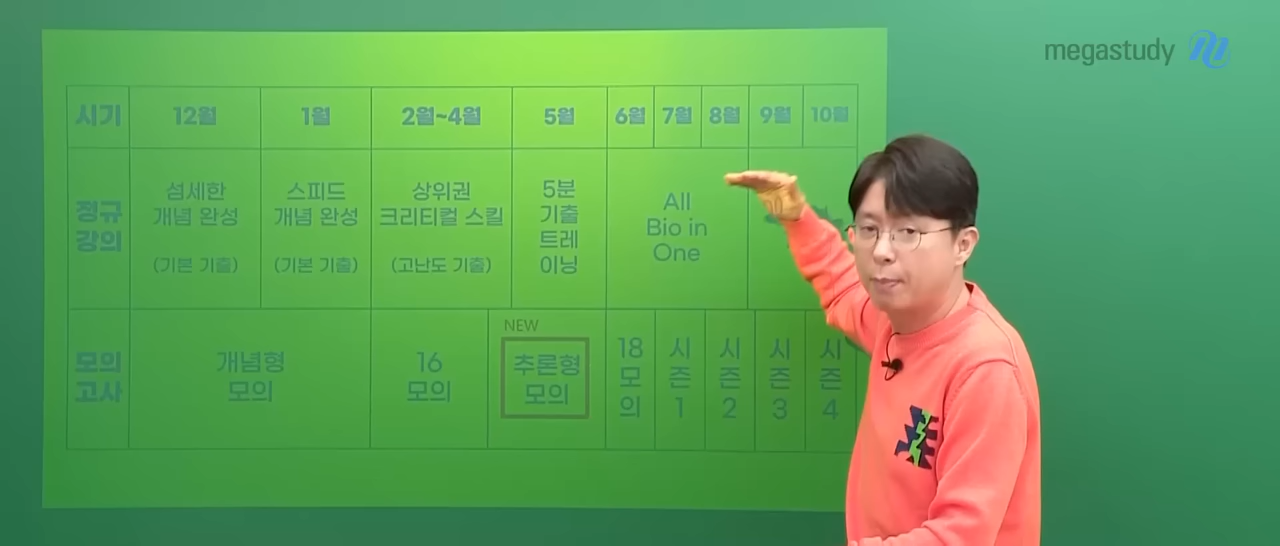 megastudy
시기 12월 1월 2월~4월 5월 6월 7월 8월 9월 10월
정규
강의
섬세한
개념 완성
(기본 기출)
스피드
개념 완성
(기본 기출)
상위권
크리티컬 스킬
(고난도 기출)
5분
기출
트레
이닝
All
Bio in
One
모의
고사
개념형
모의
16
모의
NEW
추론형
모의
18
모
의
시
즌
1
시
즌
2
시
즌
3
시
즌
4